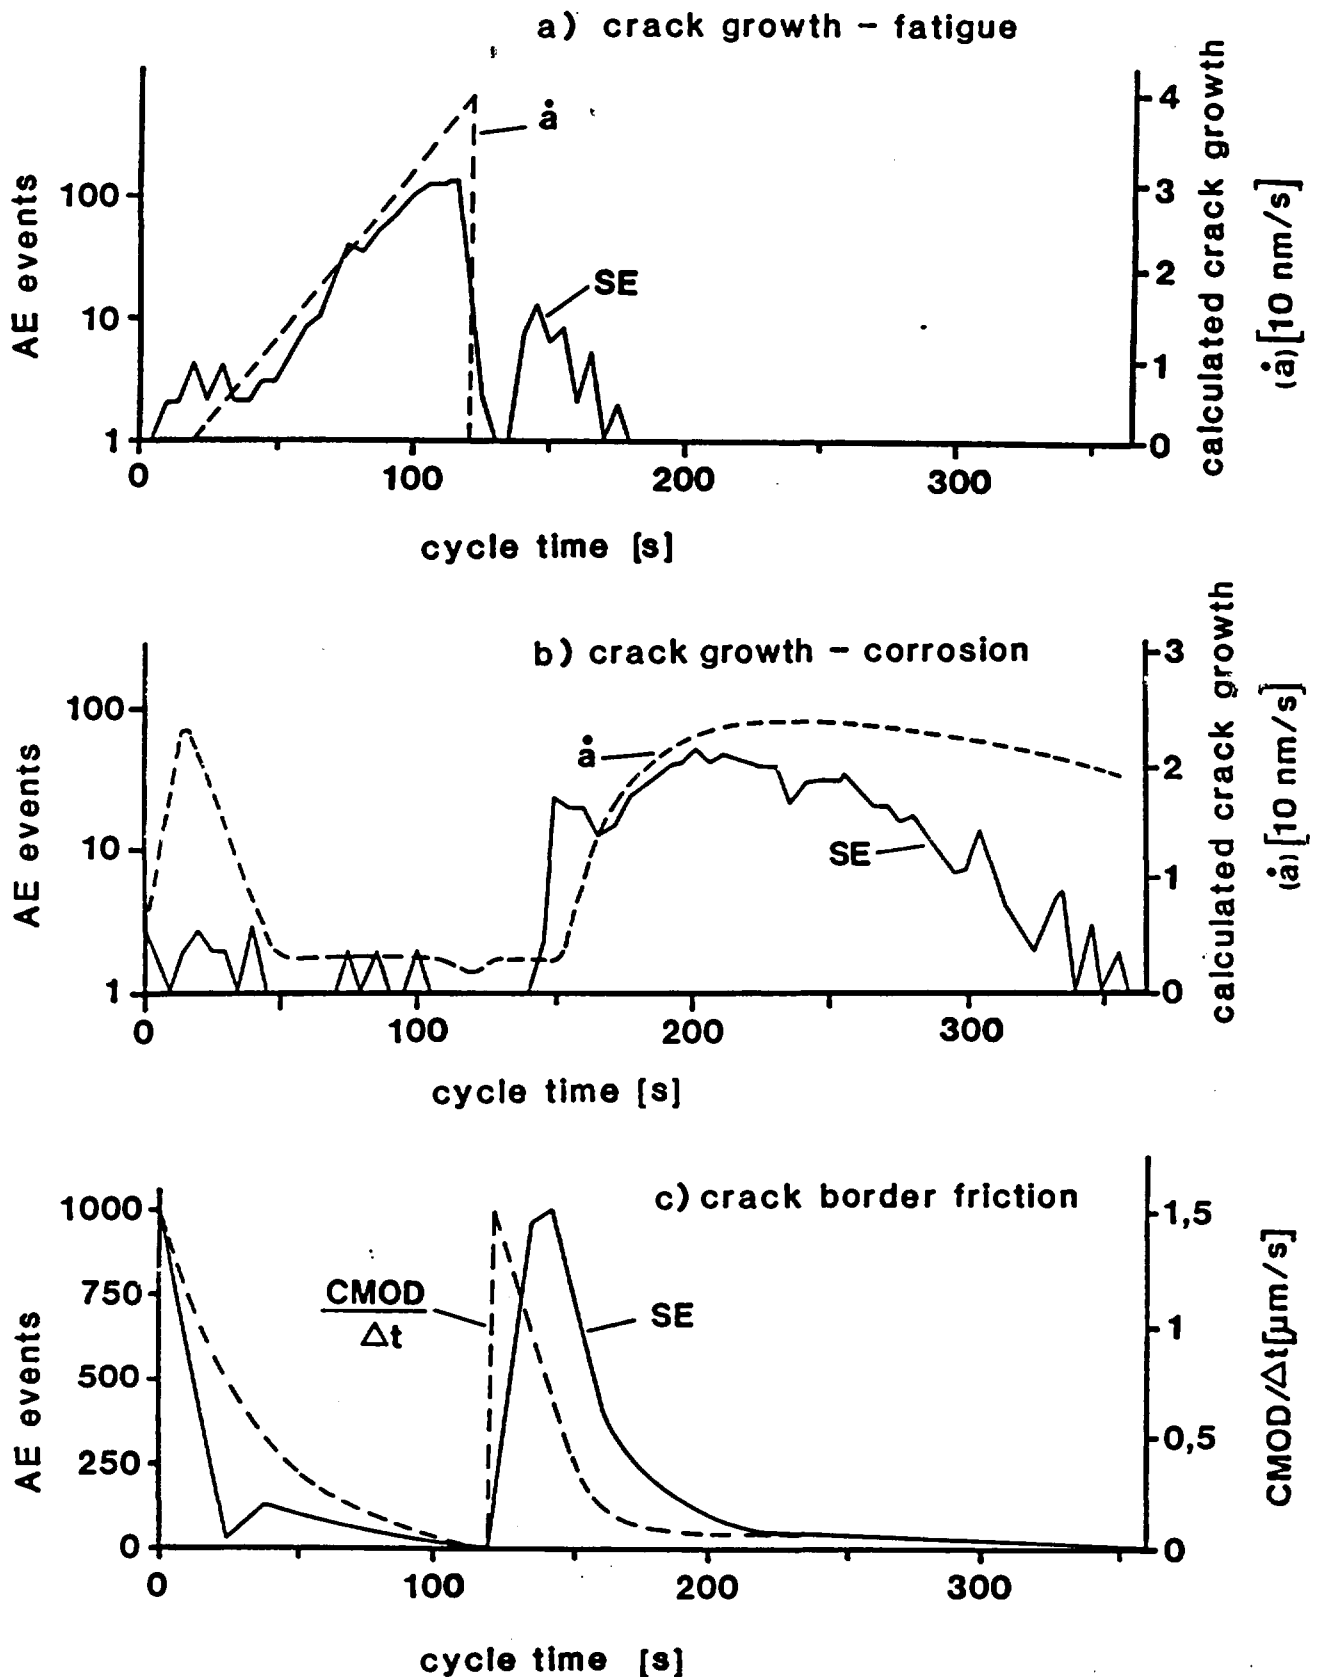 a) crack growth – fatigue
AE events
100
10
1
ȧ
SE
4
3
2
1
0
calculated crack growth
(ȧ) [10 nm/s]
0
100
200
300
cycle time [s]
b) crack growth – corrosion
AE events
100
10
1
ȧ
SE
3
2
1
0
calculated crack growth
(ȧ) [10 nm/s]
0
100
200
300
cycle time [s]
c) crack border friction
AE events
1000
750
500
250
0
CMOD
Δt
SE
1,5
1
0,5
0
CMOD/Δt[µm/s]
0
100
200
300
cycle time [s]